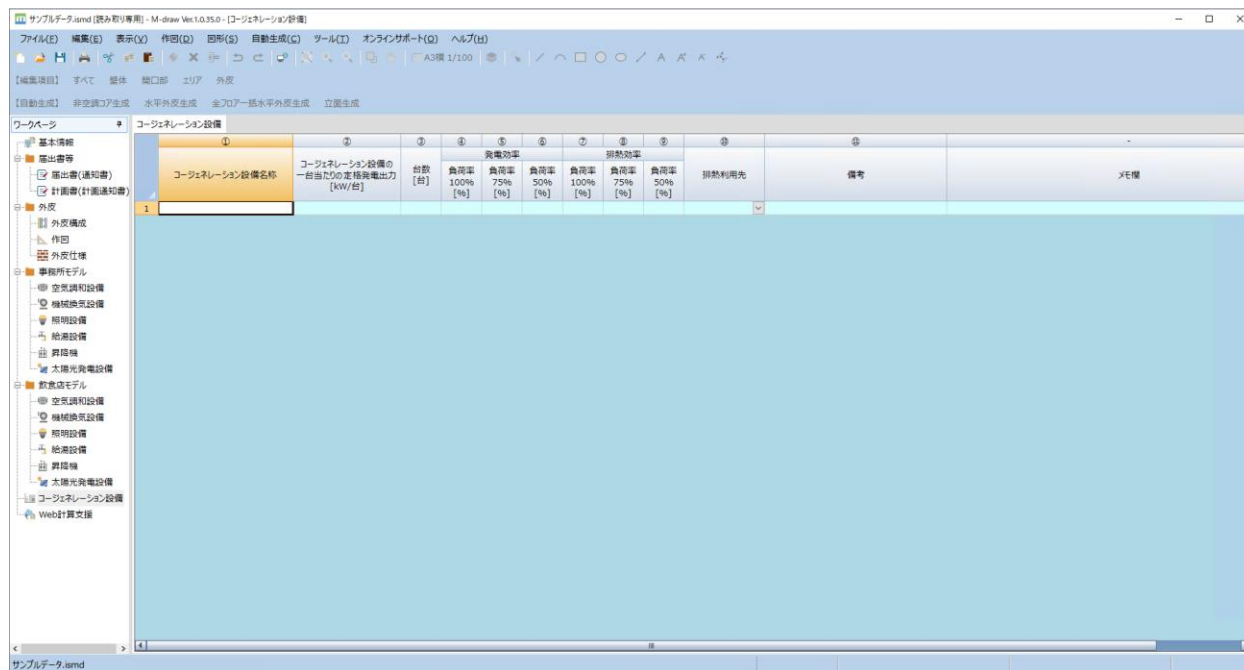 サンプルデータ.ismd [読み取り専用] - M-draw Ver.1.0.35.0 - [コージェネレーション設備]
ファイル(F) 編集(E) 表示(V) 作図(D) 図形(S) 自動生成(C) ツール(T) オンラインサポート(O) ヘルプ(H)
A3横 1/100
【編集項目】 すべて 壁体 開口部 エリア 外皮
【自動生成】 非空調コア生成 水平外皮生成 全フロア一括水平外皮生成 立面生成
ワークページ
基本情報
届出書等
届出書(通知書)
計画書(計画通知書)
外皮
外皮構成
作図
外皮仕様
事務所モデル
空気調和設備
機械換気設備
照明設備
給湯設備
昇降機
太陽光発電設備
飲食店モデル
空気調和設備
機械換気設備
照明設備
給湯設備
昇降機
太陽光発電設備
コージェネレーション設備
Web計算支援
コージェネレーション設備
① ② ③ ④ ⑤ ⑥ ⑦ ⑧ ⑨ ⑩ -
コージェネレーション設備名称
コージェネレーション設備の
一台当たりの定格発電出力
[kW/台]
台数
[台]
発電効率
負荷率 負荷率 負荷率
100% 75% 50%
[%] [%] [%]
排熱効率
負荷率 負荷率 負荷率
100% 75% 50%
[%] [%] [%]
排熱利用先
備考
メモ欄
1
サンプルデータ.ismd